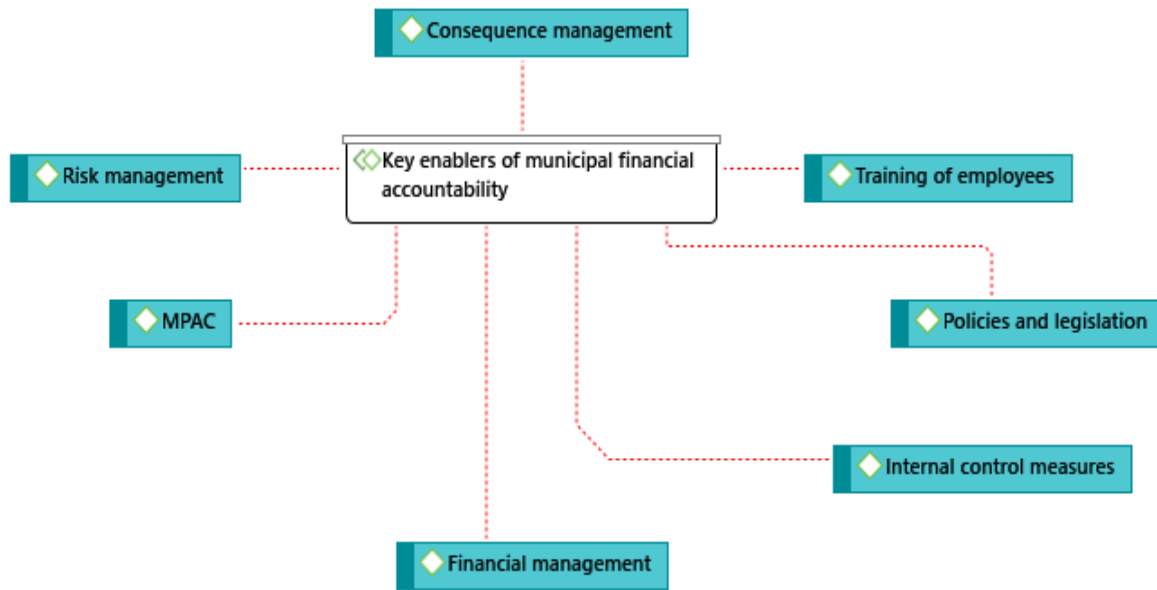 Consequence management
Key enablers of municipal financial
accountability
Risk management
Training of employees
MPAC
Policies and legislation
Internal control measures
Financial management